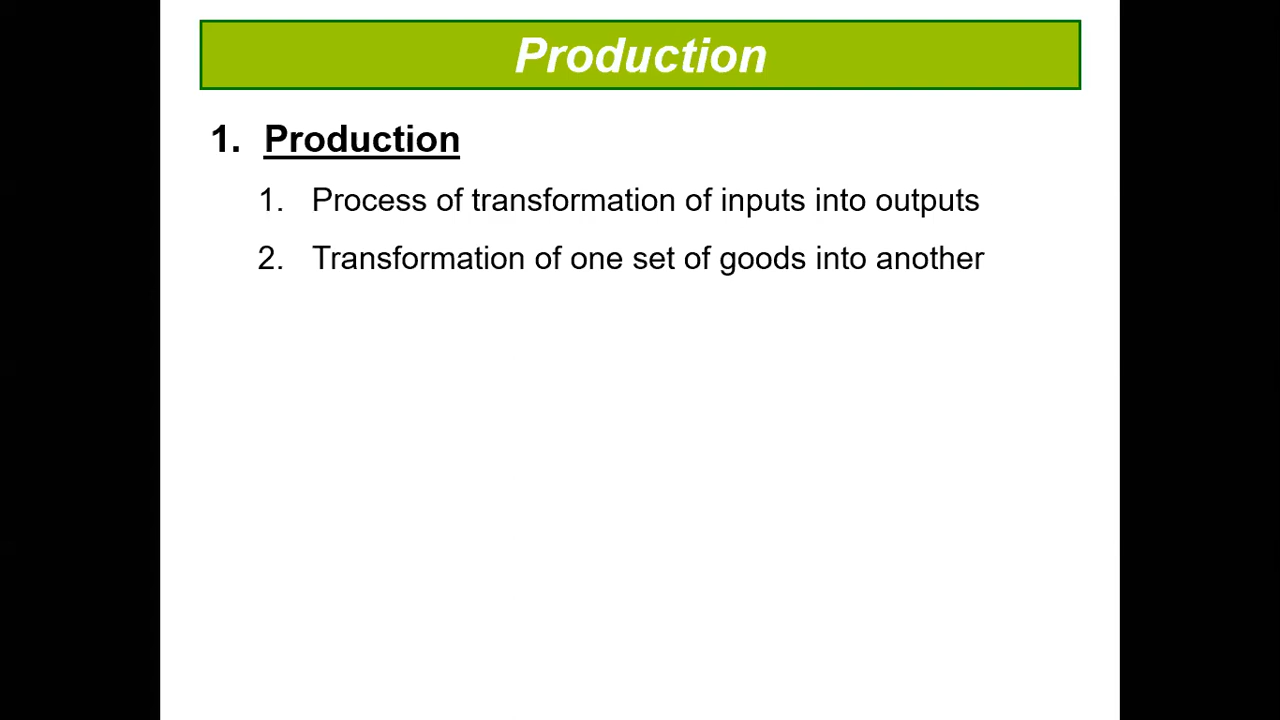 Production
1. Production
1. Process of transformation of inputs into outputs
2. Transformation of one set of goods into another